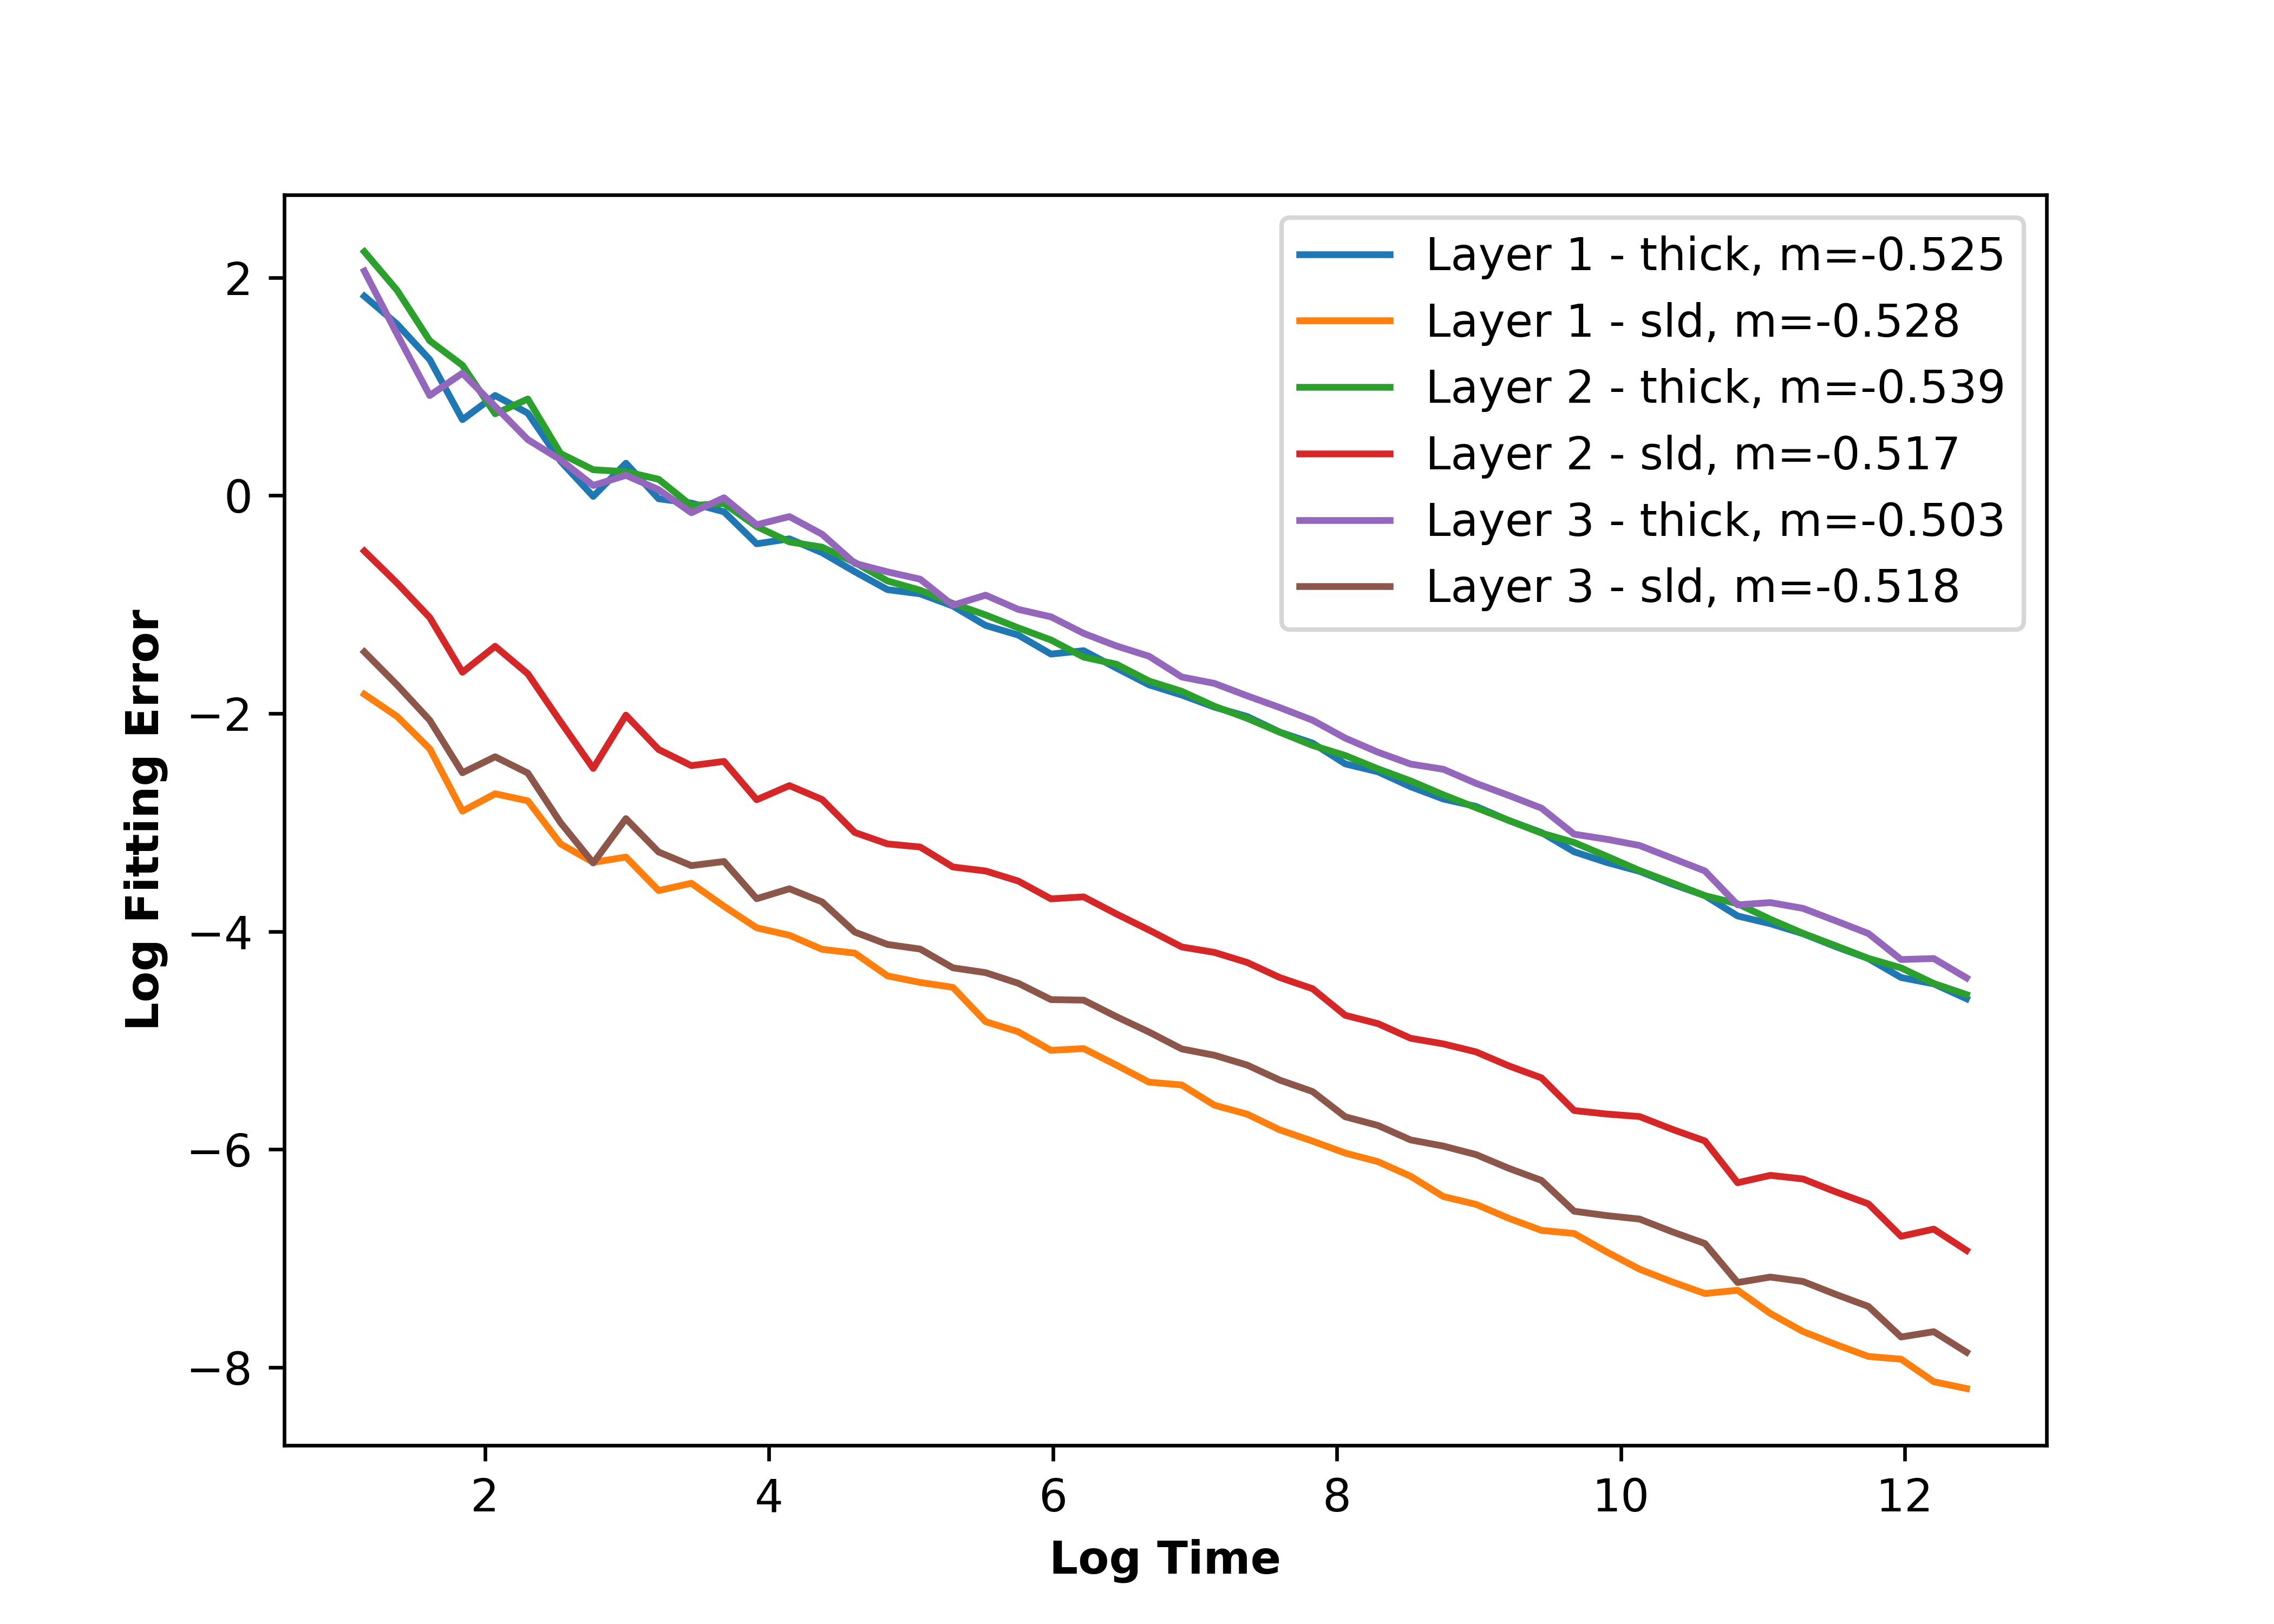 Layer 1 - thick, m=-0.525
Layer 1 - sld, m=-0.528
Layer 2 - thick, m=-0.539
Layer 2 - sld, m=-0.517
Layer 3 - thick, m=-0.503
Layer 3 - sld, m=-0.518
2
0
−2
−4
−6
−8
Log Fitting Error
2 4 6 8 10 12
Log Time